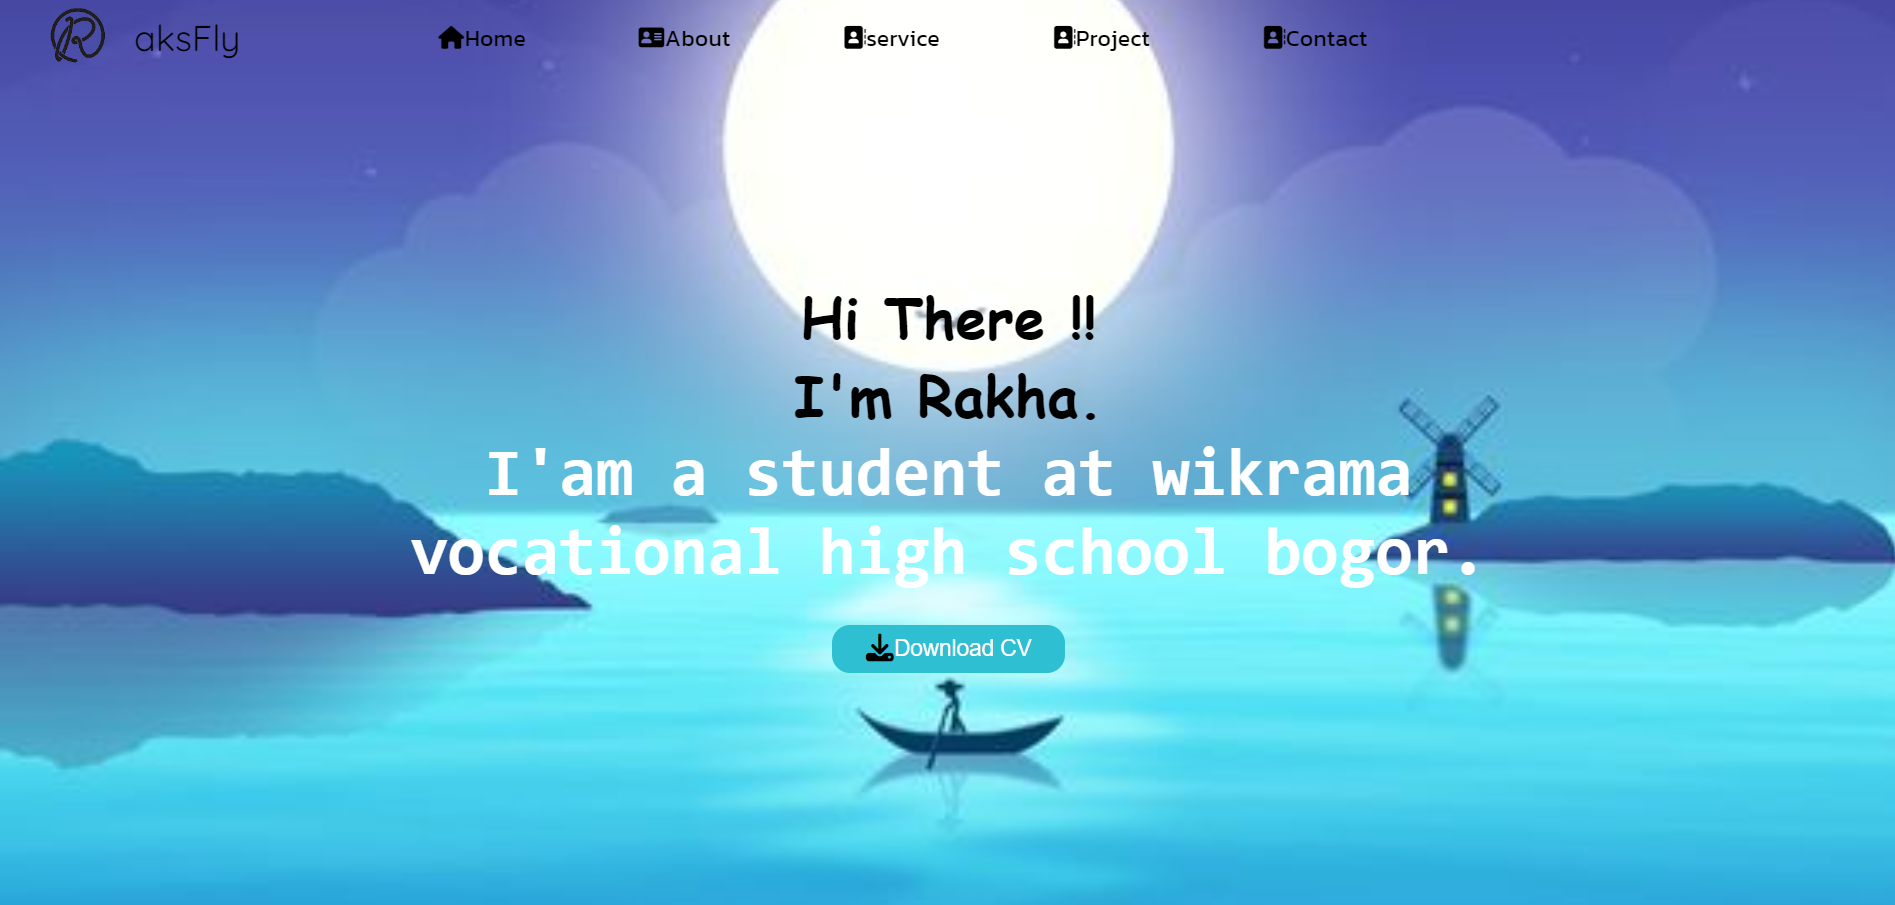 R aksFly Home About service Project Contact
Hi There !!
I'm Rakha.
I'am a student at wikrama
vocational high school bogor.
Download CV